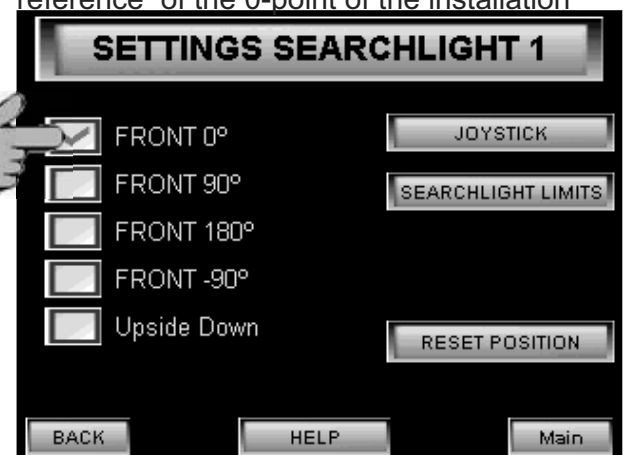 reference of the 0-point of the installation
SETTINGS SEARCHLIGHT 1
FRONT 0º
JOYSTICK
FRONT 90º
SEARCHLIGHT LIMITS
FRONT 180º
FRONT -90º
Upside Down
RESET POSITION
BACK
HELP
Main